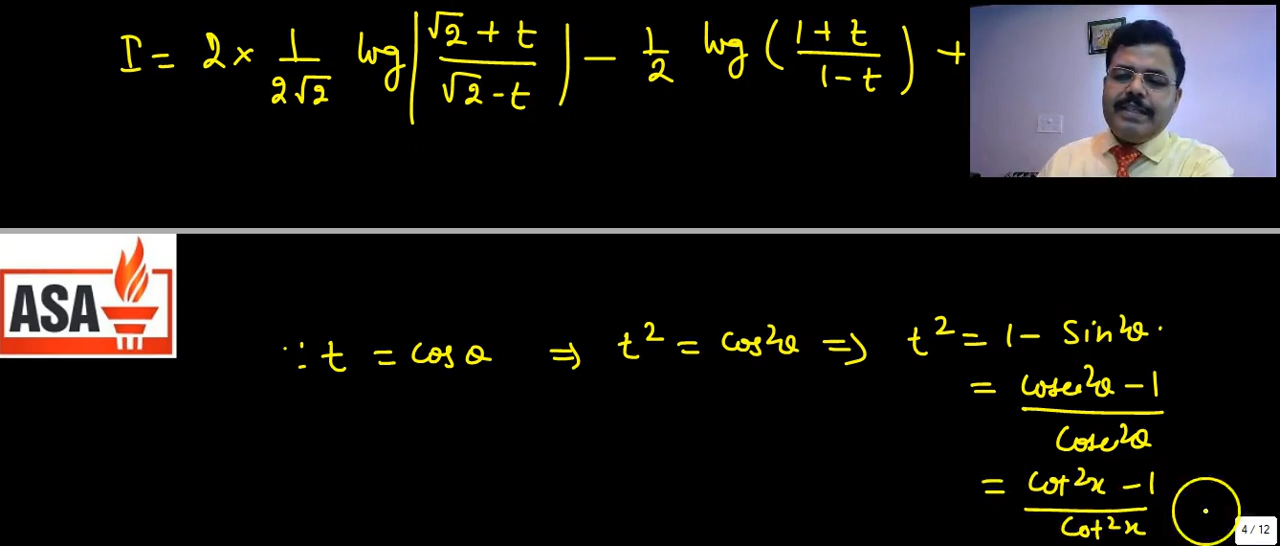 I = 2 × 1/(2√2) log |(√2 + t)/(√2 - t)| - 1/2 log ((1 + t)/(1 - t)) +
ASA
∵ t = cos θ ⇒ t² = cos²θ ⇒ t² = 1 - Sin²θ.
= (cosec²θ - 1)/(cosec²θ)
= (cot²x - 1)/(cot²x)
4 / 12